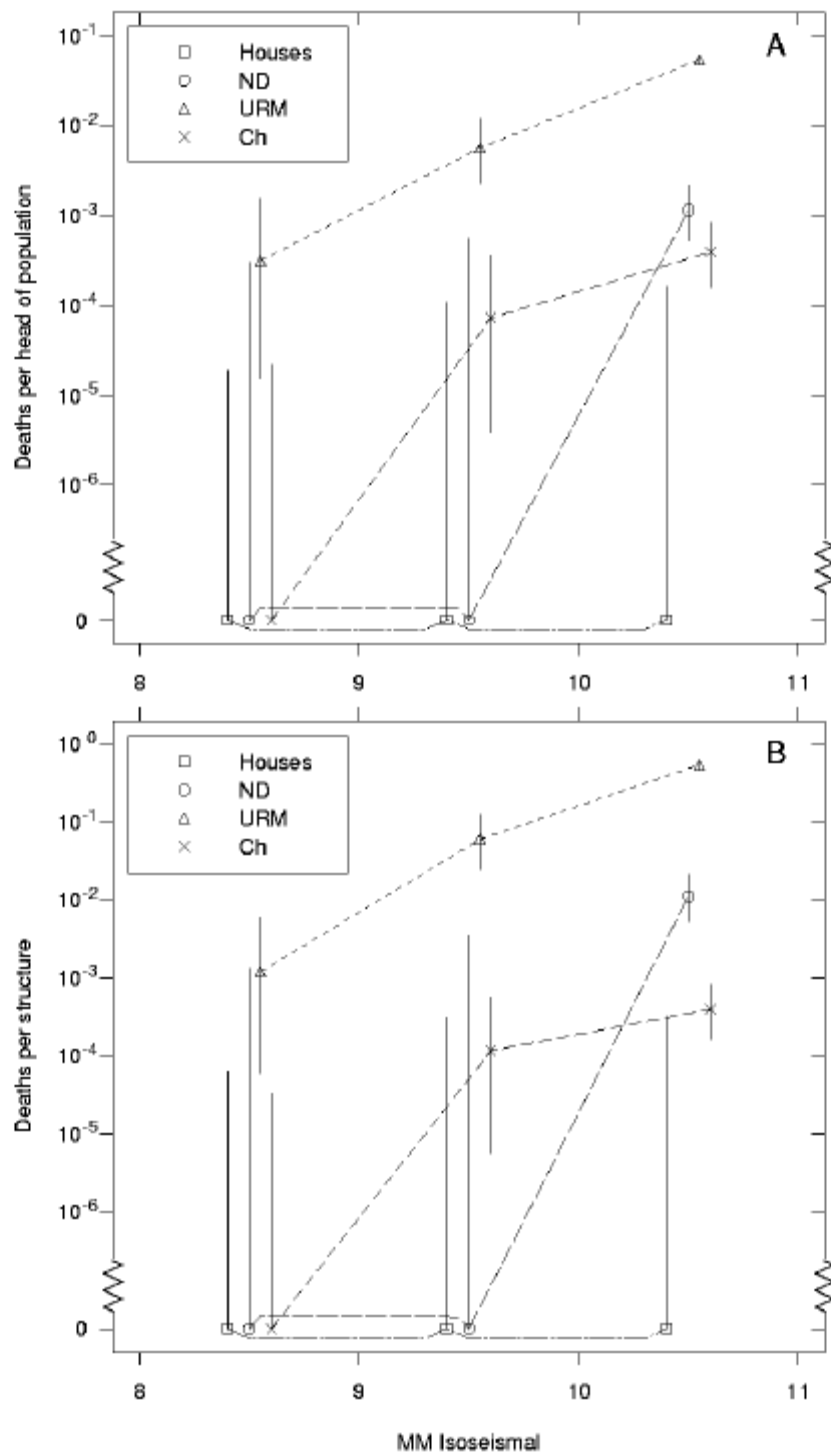 A
Houses
ND
URM
Ch
Deaths per head of population
10-1
10-2
10-3
10-4
10-5
10-6
0
8 9 10 11
B
Houses
ND
URM
Ch
Deaths per structure
10 0
10-1
10-2
10-3
10-4
10-5
10-6
0
8 9 10 11
MM Isoseismal